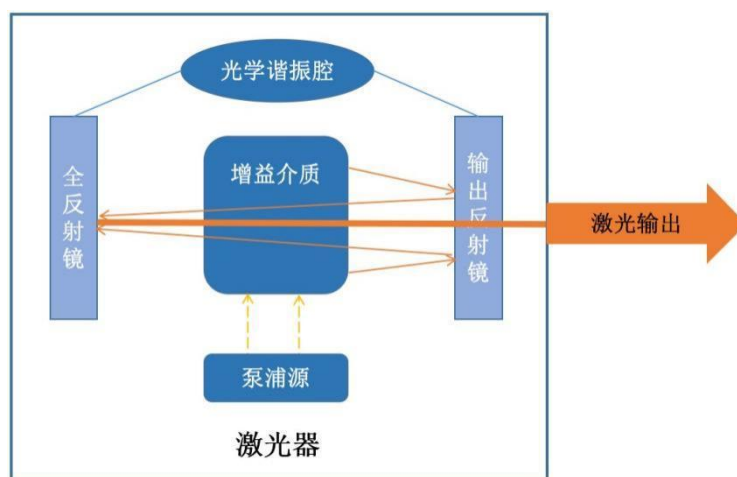 光学谐振腔
全反射镜
增益介质
输出反射镜
激光输出
泵浦源
激光器